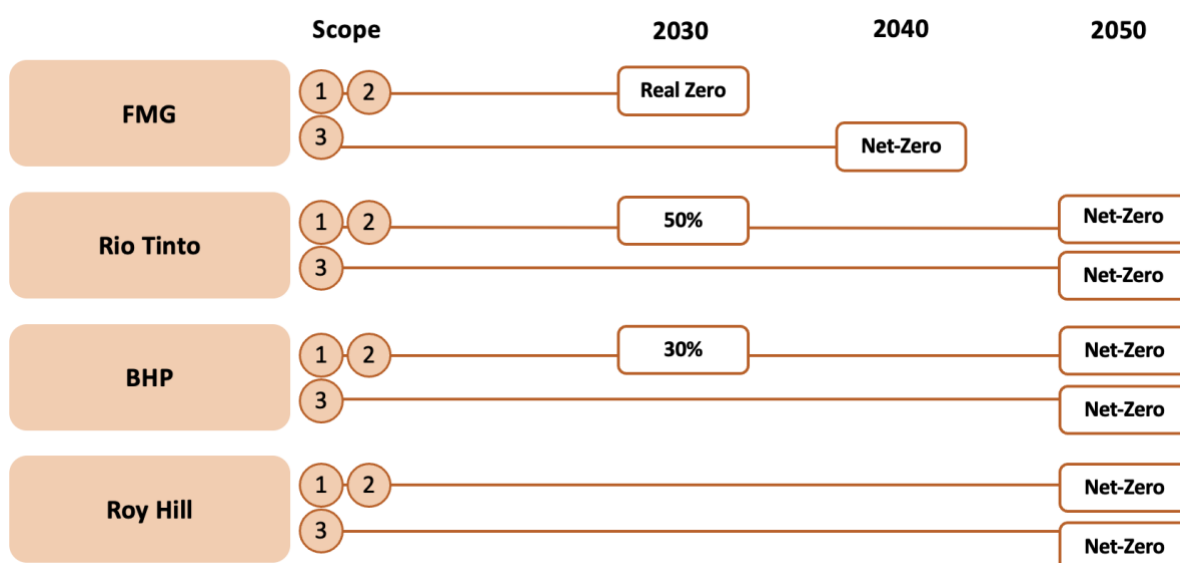 Scope 2030 2040 2050
FMG
1 2 Real Zero
3 Net-Zero
Rio Tinto
1 2 50% Net-Zero
3 Net-Zero
BHP
1 2 30% Net-Zero
3 Net-Zero
Roy Hill
1 2 Net-Zero
3 Net-Zero